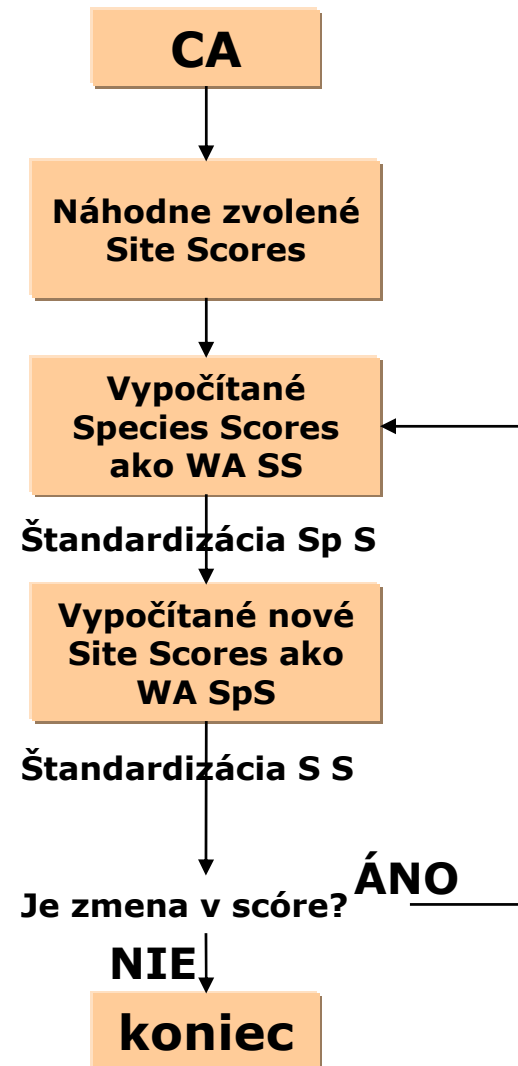 CA
Náhodne zvolené
Site Scores
Vypočítané
Species Scores
ako WA SS
Štandardizácia Sp S
Vypočítané nové
Site Scores ako
WA SpS
Štandardizácia S S
Je zmena v scóre?
ÁNO
NIE
koniec